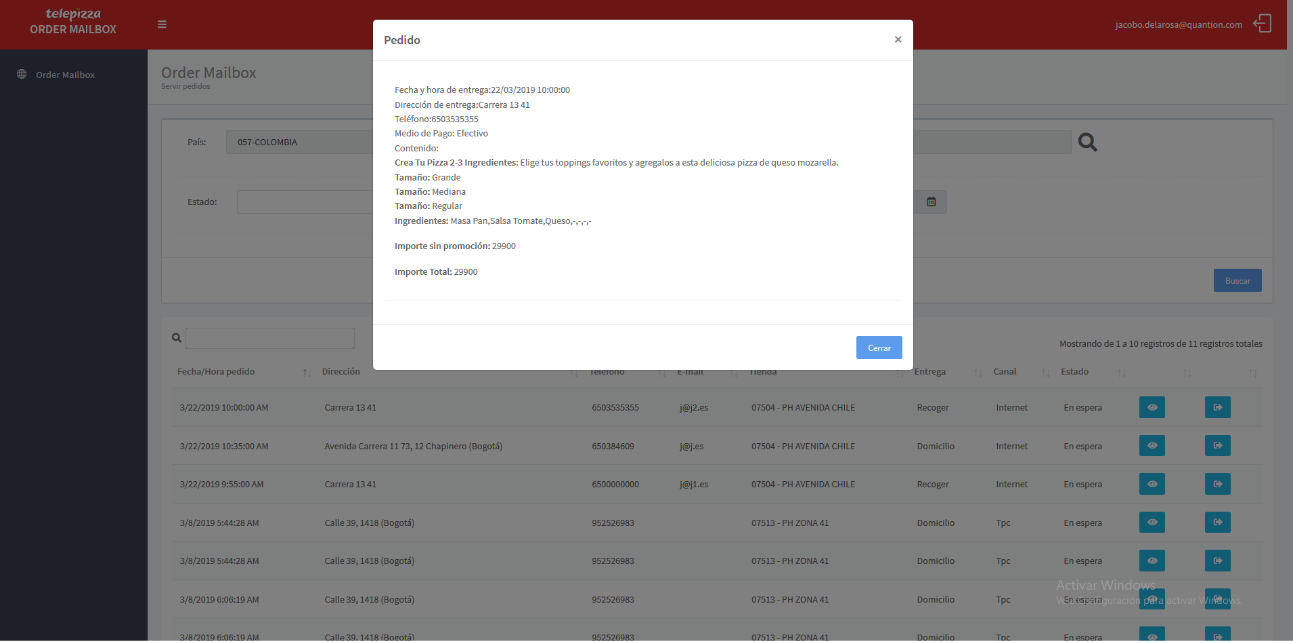 telepizza
ORDER MAILBOX
jacobo.delarosa@quantion.com
Order Mailbox
Order Mailbox
Servir pedidos
País:
057-COLOMBIA
Estado:
Buscar
Pedido
×
Fecha y hora de entrega:22/03/2019 10:00:00
Dirección de entrega:Carrera 13 41
Teléfono:6503535355
Medio de Pago: Efectivo
Contenido:
Crea Tu Pizza 2-3 Ingredientes: Elige tus toppings favoritos y agregalos a esta deliciosa pizza de queso mozarella.
Tamaño: Grande
Tamaño: Mediana
Tamaño: Regular
Ingredientes: Masa Pan,Salsa Tomate,Queso,-,-,-,-
Importe sin promoción: 29900
Importe Total: 29900
Cerrar
Mostrando de 1 a 10 registros de 11 registros totales
Fecha/Hora pedido Dirección Teléfono E-mail Tienda Entrega Canal Estado
3/22/2019 10:00:00 AM Carrera 13 41 6503535355 j@j2.es 07504 - PH AVENIDA CHILE Recoger Internet En espera
3/22/2019 10:35:00 AM Avenida Carrera 11 73, 12 Chapinero (Bogotá) 650384609 j@j.es 07504 - PH AVENIDA CHILE Domicilio Internet En espera
3/22/2019 9:55:00 AM Carrera 13 41 6500000000 j@j1.es 07504 - PH AVENIDA CHILE Recoger Internet En espera
3/8/2019 5:44:28 AM Calle 39, 1418 (Bogotá) 952526983 07513 - PH ZONA 41 Domicilio Tpc En espera
3/8/2019 5:44:28 AM Calle 39, 1418 (Bogotá) 952526983 07513 - PH ZONA 41 Domicilio Tpc En espera
3/8/2019 6:06:19 AM Calle 39, 1418 (Bogotá) 952526983 07513 - PH ZONA 41 Domicilio Tpc En espera
3/8/2019 6:06:19 AM Calle 39, 1418 (Bogotá) 952526983 07513 - PH ZONA 41 Domicilio Tpc En espera
Activar Windows
configuración para activar Windows.